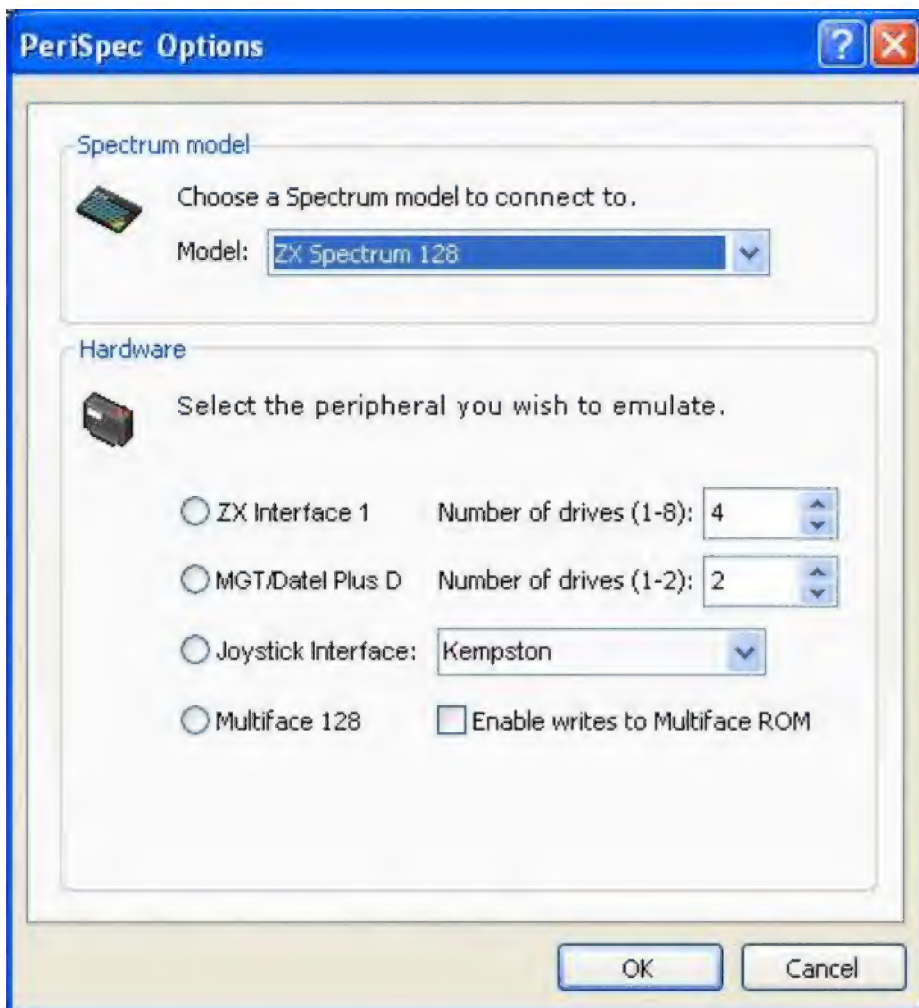 PeriSpec Options
Spectrum model
Choose a Spectrum model to connect to.
Model: ZX Spectrum 128
Hardware
Select the peripheral you wish to emulate.
ZX Interface 1 Number of drives (1-8): 4
MGT/Datel Plus D Number of drives (1-2): 2
Joystick Interface: Kempston
Multiface 128 Enable writes to Multiface ROM
OK Cancel